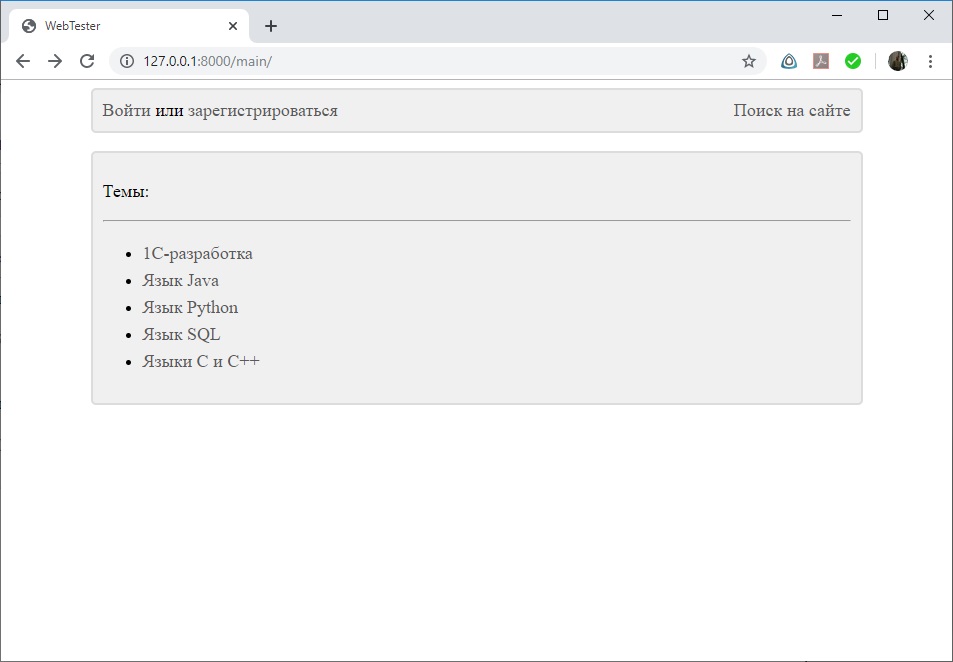 WebTester
127.0.0.1:8000/main/
Войти или зарегистрироваться
Поиск на сайте
Темы:
1С-разработка
Язык Java
Язык Python
Язык SQL
Языки С и С++